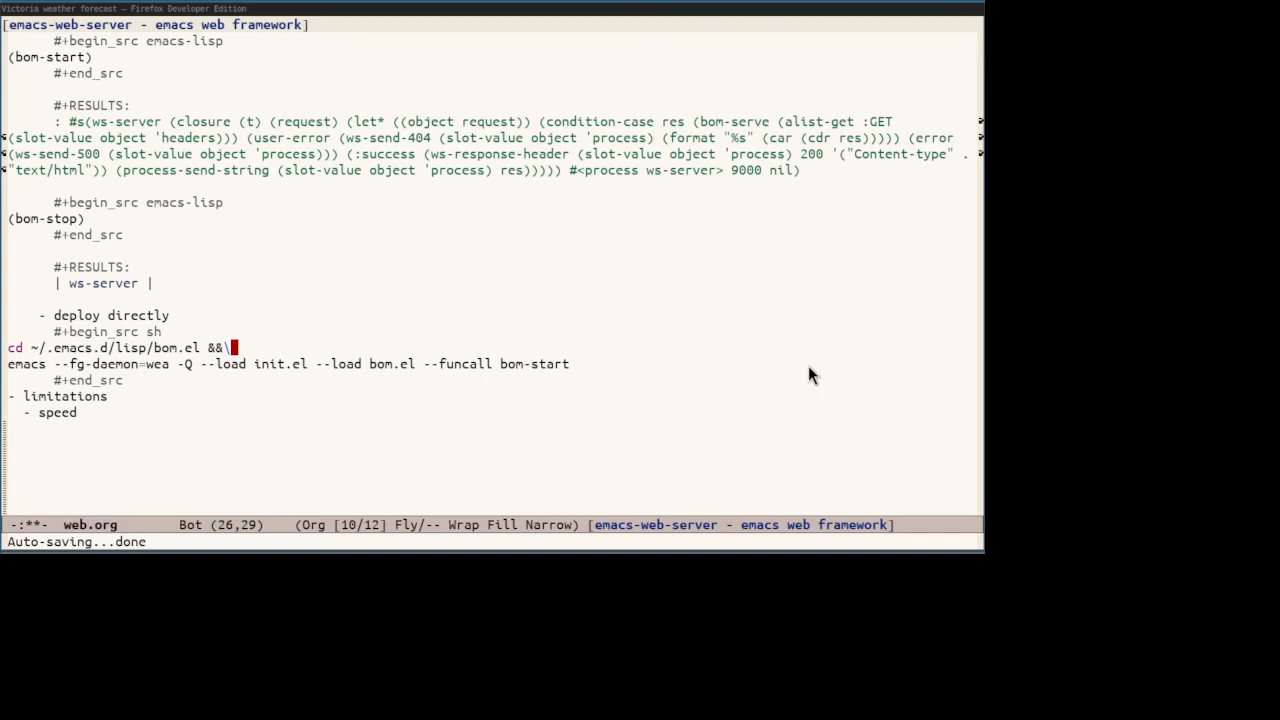 Victoria weather forecast — Firefox Developer Edition
[emacs-web-server - emacs web framework]
#+begin_src emacs-lisp
(bom-start)
#+end_src
#+RESULTS:
: #s(ws-server (closure (t) (request) (let* ((object request)) (condition-case res (bom-serve (alist-get :GET
(slot-value object 'headers))) (user-error (ws-send-404 (slot-value object 'process) (format "%s" (car (cdr res))))) (error
(ws-send-500 (slot-value object 'process))) (:success (ws-response-header (slot-value object 'process) 200 '("Content-type" .
"text/html")) (process-send-string (slot-value object 'process) res))))) #<process ws-server> 9000 nil)
#+begin_src emacs-lisp
(bom-stop)
#+end_src
#+RESULTS:
| ws-server |
- deploy directly
#+begin_src sh
cd ~/.emacs.d/lisp/bom.el &&\
emacs --fg-daemon=wea -Q --load init.el --load bom.el --funcall bom-start
#+end_src
- limitations
- speed
-:**-  web.org        Bot (26,29)    (Org [10/12] Fly/-- Wrap Fill Narrow) [emacs-web-server - emacs web framework]
Auto-saving...done